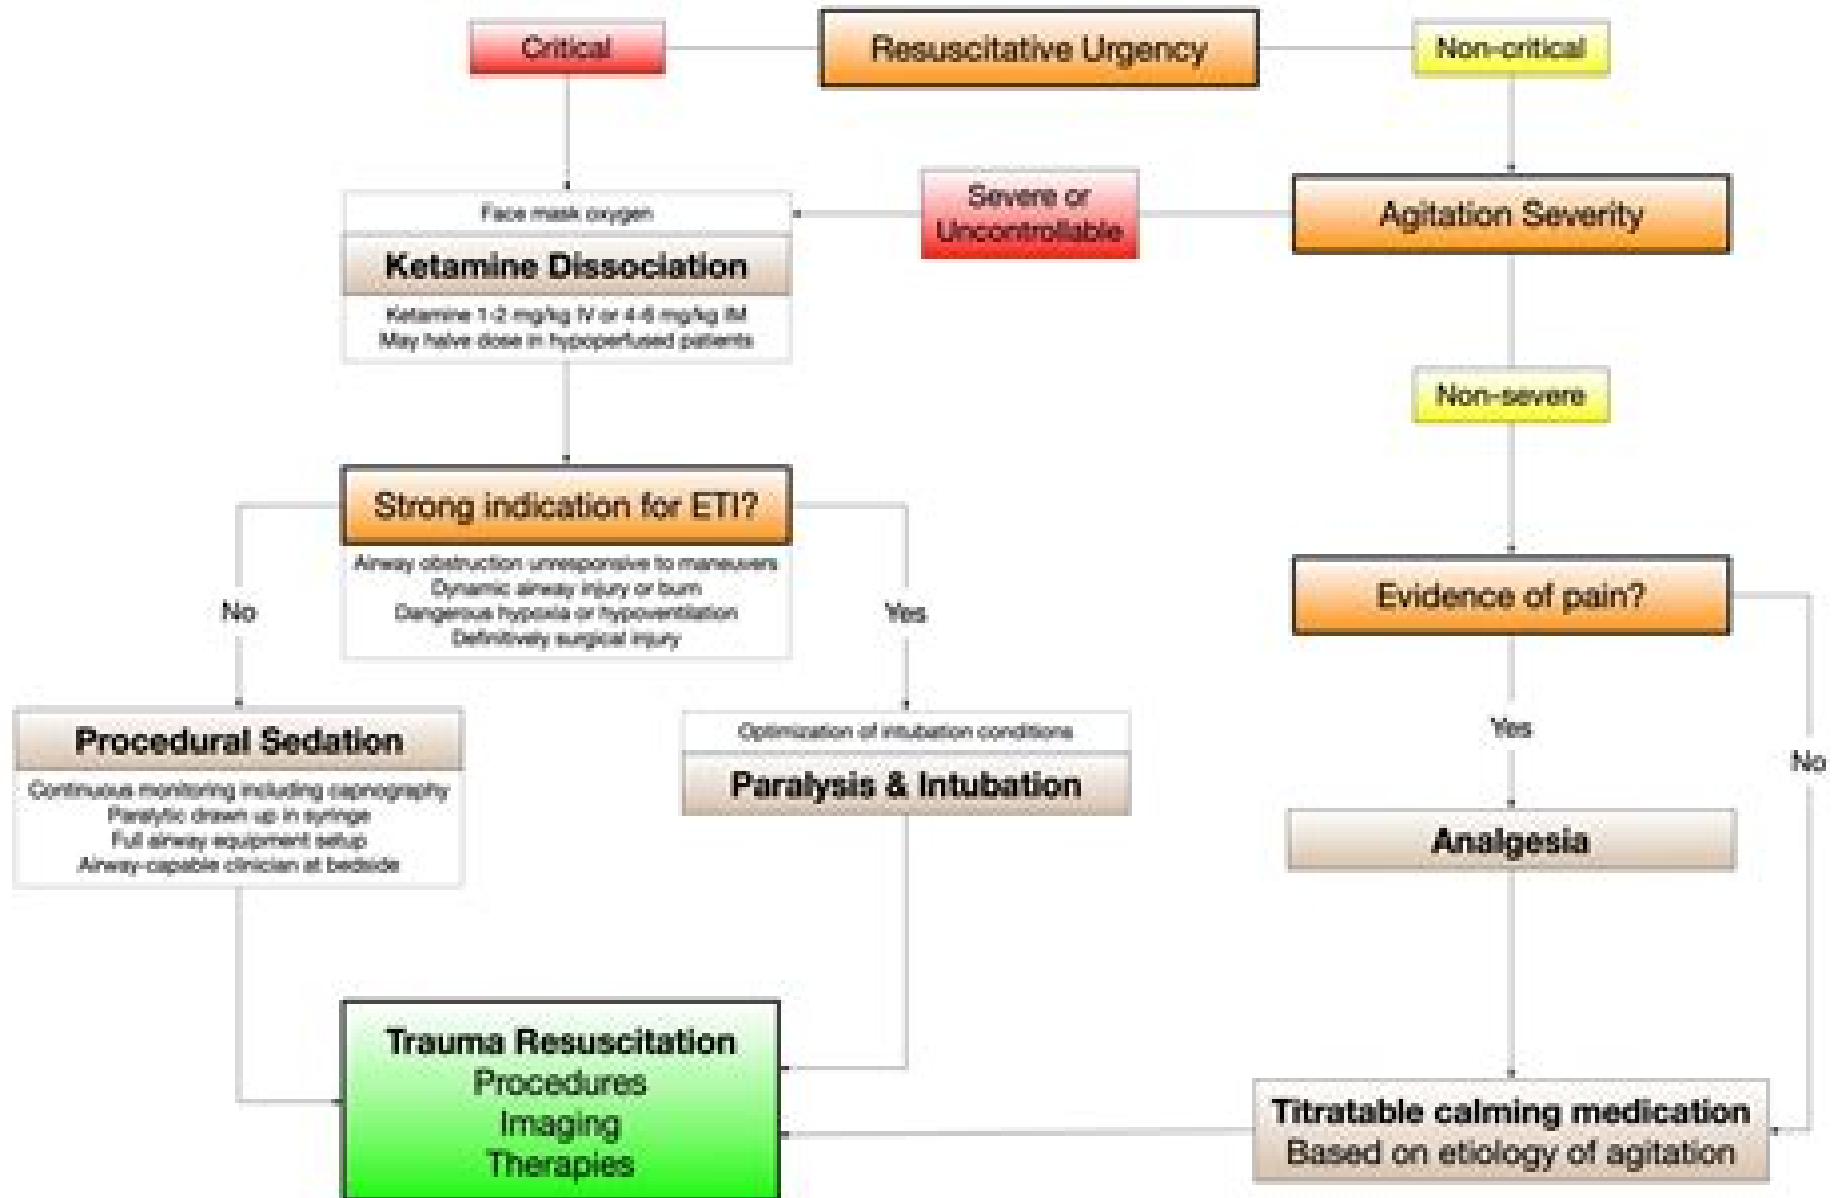 Critical
Resuscitative Urgency
Non-critical
Face mask oxygen
Ketamine Dissociation
Ketamine 1-2 mg/kg IV or 4-6 mg/kg IM
May halve dose in hypoperfused patients
Severe or
Uncontrollable
Agitation Severity
Non-severe
Strong indication for ETI?
Airway obstruction unresponsive to maneuvers
Dynamic airway injury or burn
Dangerous hypoxia or hypoventilation
Definitively surgical injury
No
Yes
Evidence of pain?
Yes
No
Procedural Sedation
Continuous monitoring including capnography
Paralytic drawn up in syringe
Full airway equipment setup
Airway-capable clinician at bedside
Optimization of intubation conditions
Paralysis & Intubation
Analgesia
Trauma Resuscitation
Procedures
Imaging
Therapies
Titratable calming medication
Based on etiology of agitation